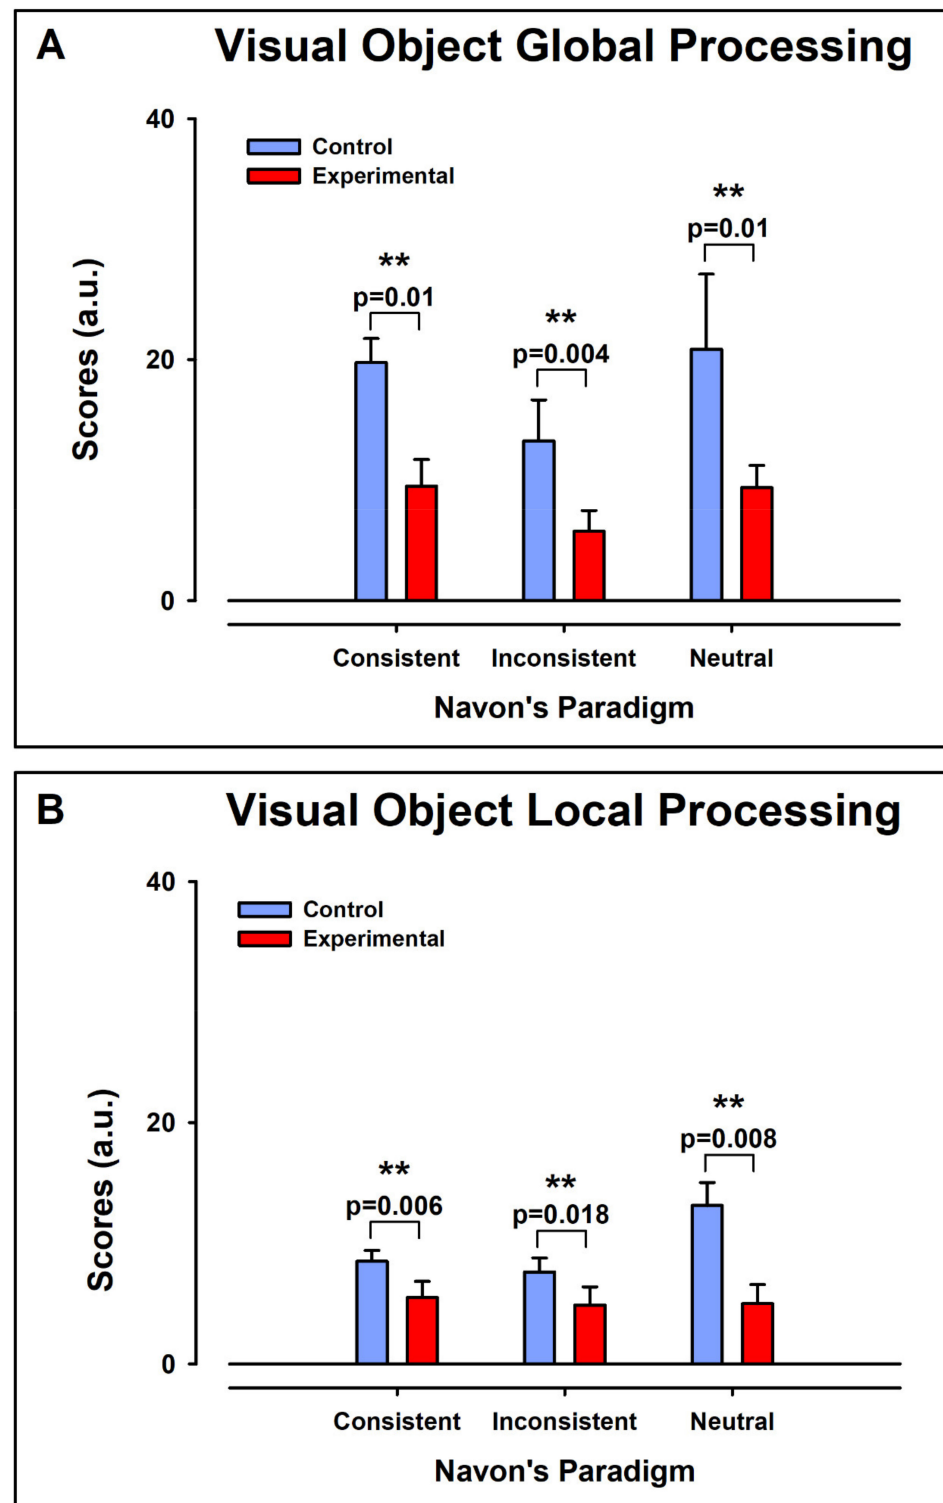 A
Visual Object Global Processing
40
Control
Experimental
**
p=0.01
**
p=0.01
**
p=0.004
20
Scores (a.u.)
0
Consistent Inconsistent Neutral
Navon's Paradigm
B
Visual Object Local Processing
40
Control
Experimental
**
p=0.008
20
**
p=0.006
**
p=0.018
Scores (a.u.)
0
Consistent Inconsistent Neutral
Navon's Paradigm